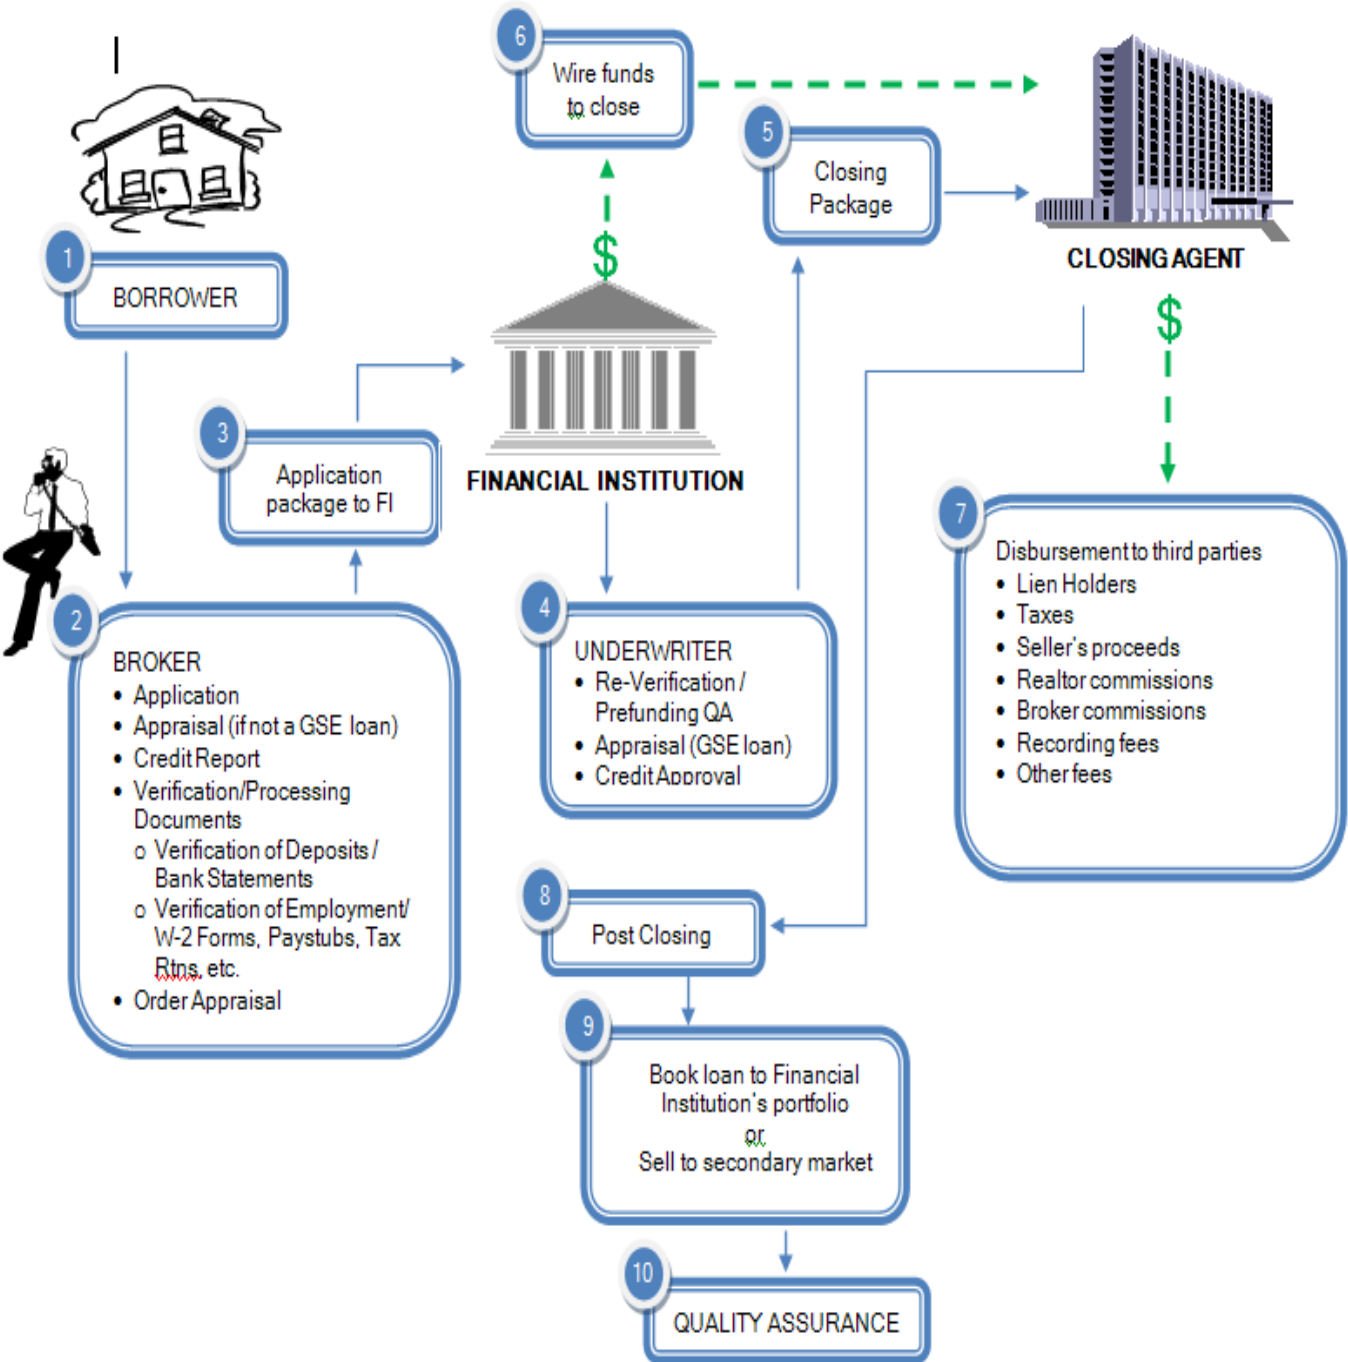 1
BORROWER
2
BROKER
• Application
• Appraisal (if not a GSE loan)
• Credit Report
• Verification/Processing
Documents
o Verification of Deposits /
Bank Statements
o Verification of Employment/
W-2 Forms, Paystubs, Tax
Rtns, etc.
• Order Appraisal
3
Application
package to FI
FINANCIAL INSTITUTION
$
4
UNDERWRITER
• Re-Verification /
Prefunding QA
• Appraisal (GSE loan)
• Credit Approval
5
Closing
Package
6
Wire funds
to close
CLOSING AGENT
$
7
Disbursement to third parties
• Lien Holders
• Taxes
• Seller's proceeds
• Realtor commissions
• Broker commissions
• Recording fees
• Other fees
8
Post Closing
9
Book loan to Financial
Institution's portfolio
or
Sell to secondary market
10
QUALITY ASSURANCE